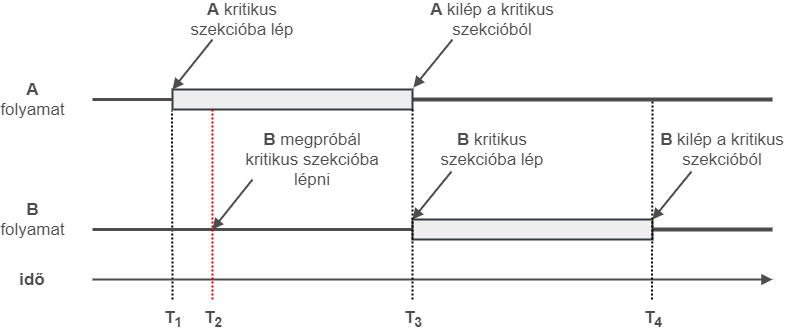 A kritikus
szekcióba lép
A kilép a kritikus
szekcióból
A
folyamat
B megpróbál
kritikus szekcióba
lépni
B kritikus
szekcióba lép
B kilép a kritikus
szekcióból
B
folyamat
idő
T1 T2 T3 T4